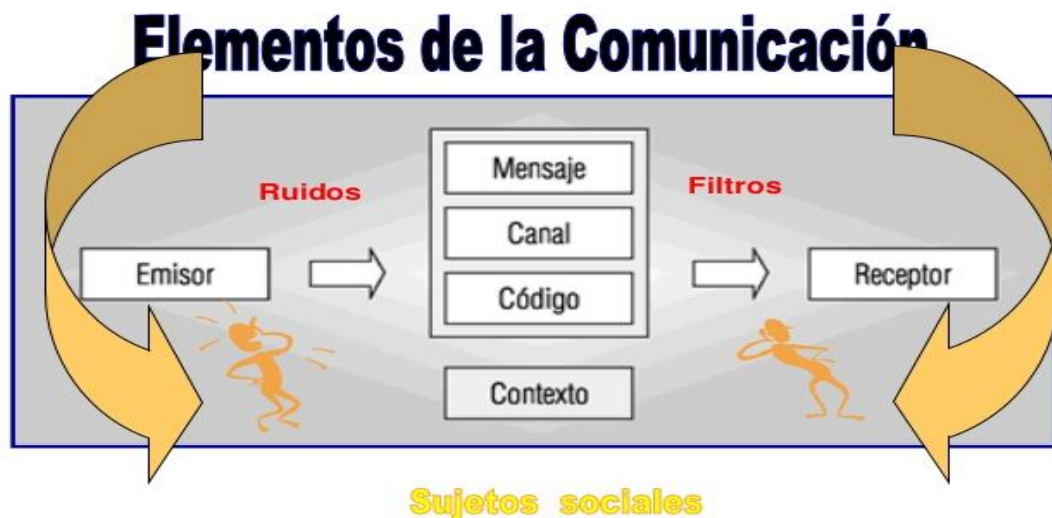 Elementos de la Comunicación
Mensaje
Ruidos
Filtros
Canal
Emisor
Receptor
Código
Contexto
Sujetos sociales